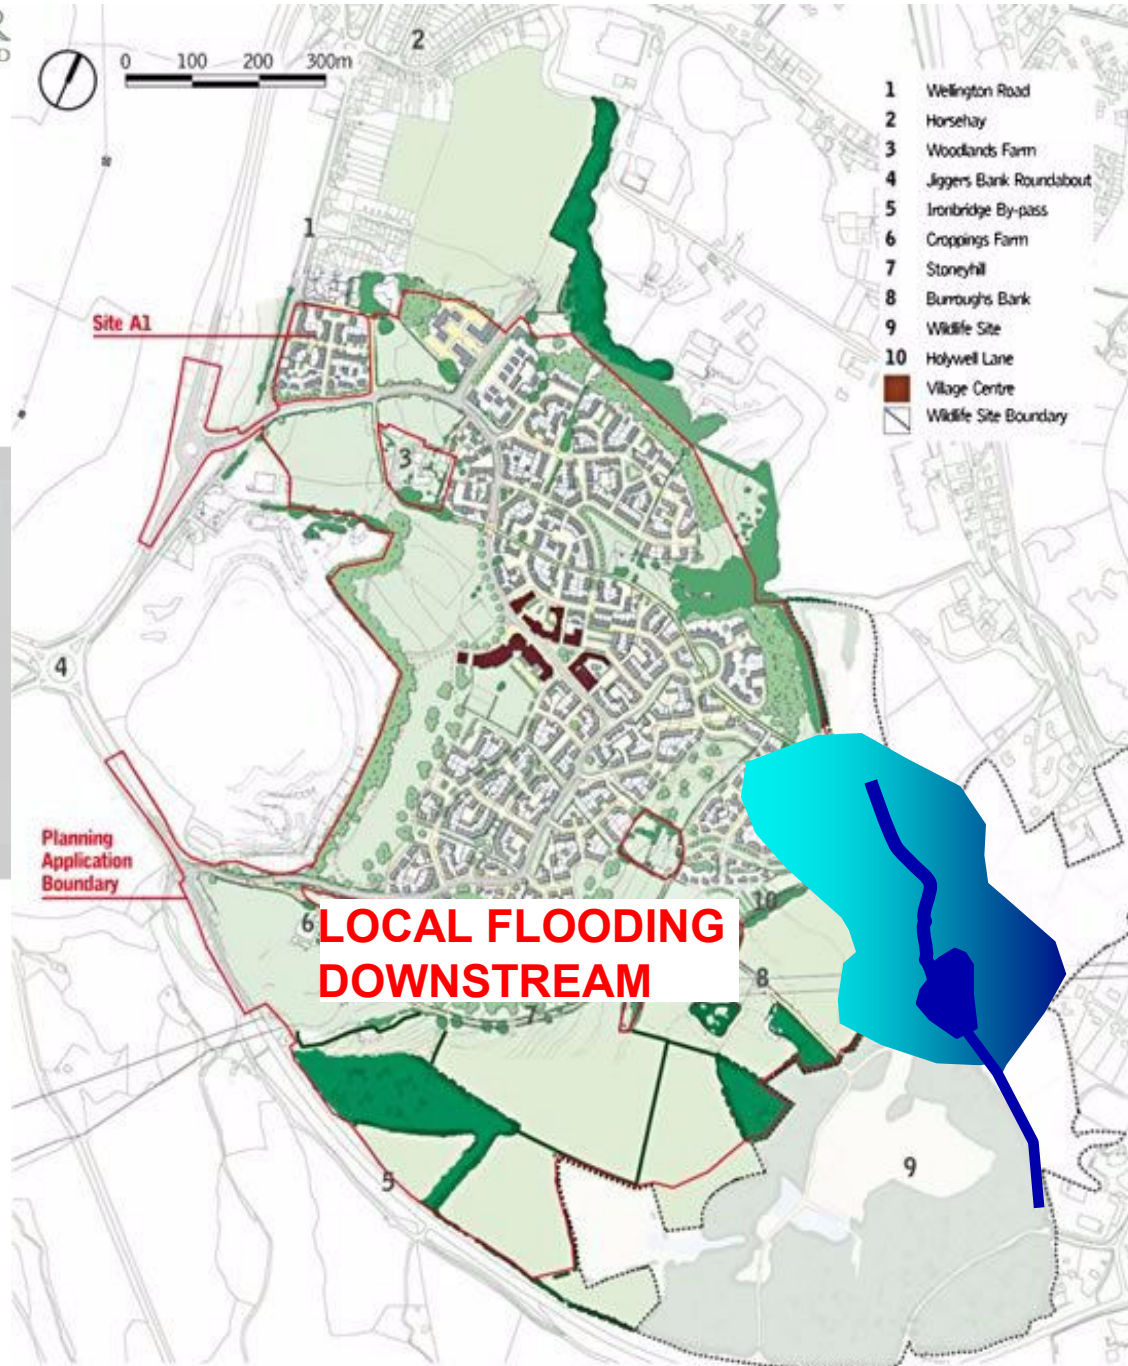 0 100 200 300m
2
1 Wellington Road
2 Horsehay
3 Woodlands Farm
4 Jiggers Bank Roundabout
5 Ironbridge By-pass
6 Croppings Farm
7 Stoneyhill
8 Burroughs Bank
9 Wildlife Site
10 Holywell Lane
Village Centre
Wildlife Site Boundary
1
Site A1
3
4
Planning
Application
Boundary
10
6
LOCAL FLOODING
DOWNSTREAM
8
7
9
5